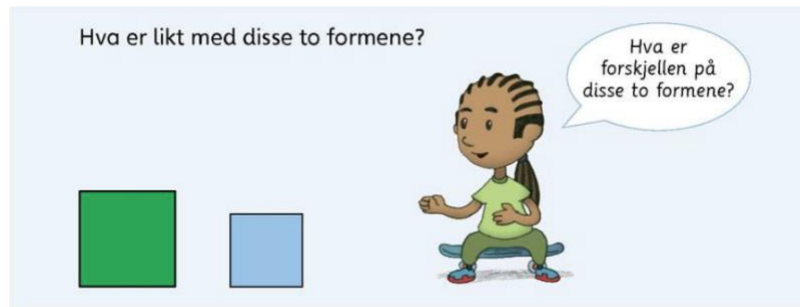 Hva er likt med disse to formene?
Hva er
forskjellen på
disse to formene?